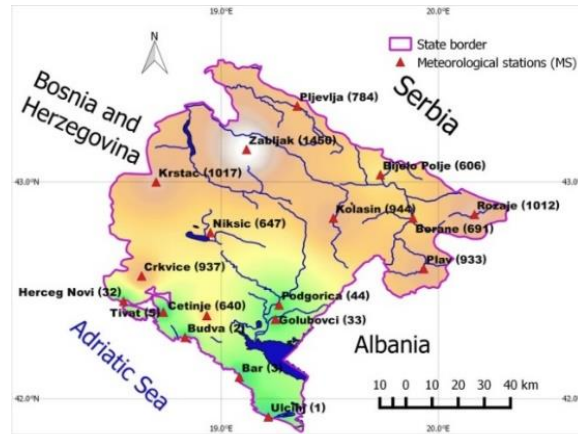 19.0°E
20.0°E
N
State border
Meteorological stations (MS)
Bosnia and
Herzegovina
Serbia
Pljevlja (784)
Zabljak (1450)
Bijelo Polje (606)
43.0°N
43.0°N
Krstac (1017)
Kolasin (944)
Rozaje (1012)
Niksic (647)
Berane (691)
Crkvice (937)
Plav (933)
Herceg Novi (32)
Podgorica (44)
Tivat (5)
Cetinje (640)
Golubovci (33)
Budva (2)
Albania
Adriatic Sea
Bar (3)
10 0 10 20 30 40 km
42.0°N
42.0°N
Ulcinj (1)
19.0°E
20.0°E